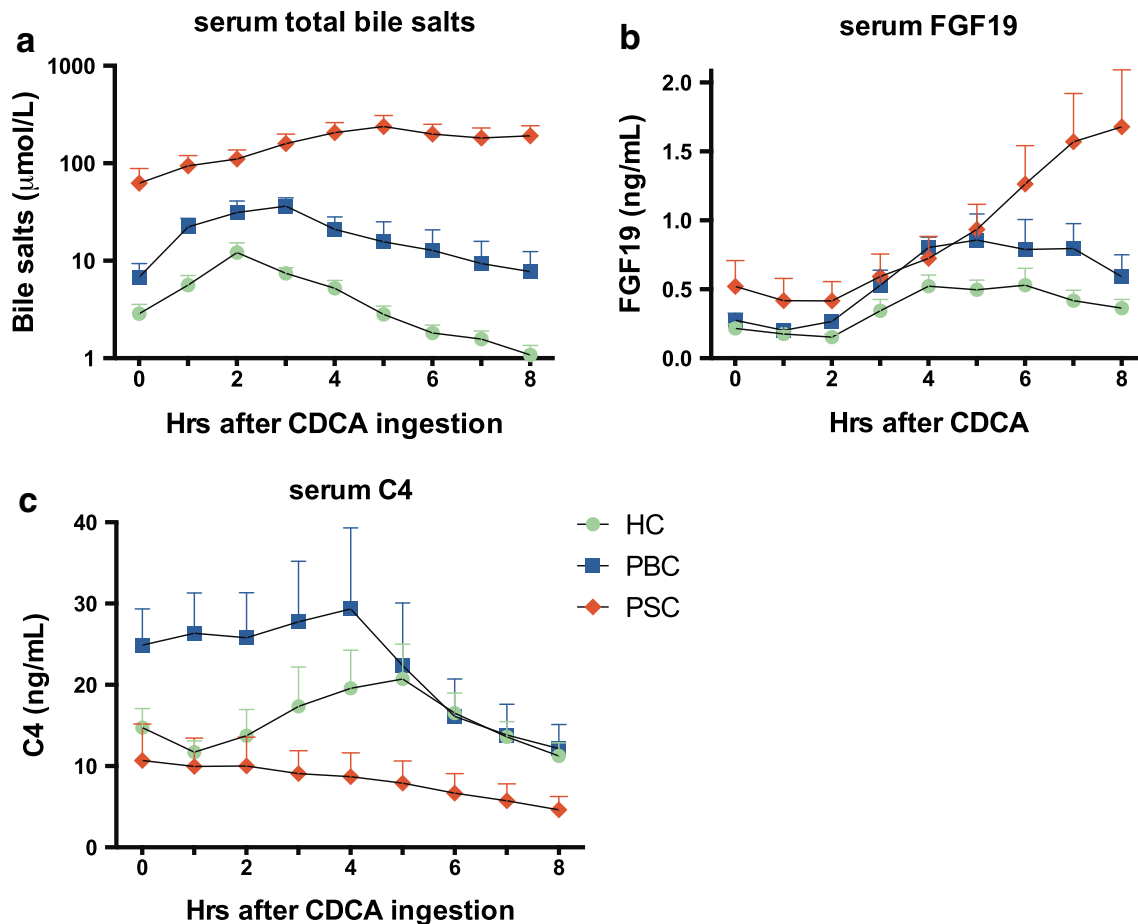 a
serum total bile salts
Bile salts (μmol/L)
1000
100
10
1
0 2 4 6 8
Hrs after CDCA ingestion
b
serum FGF19
FGF19 (ng/mL)
2.0
1.5
1.0
0.5
0.0
0 2 4 6 8
Hrs after CDCA
c
serum C4
C4 (ng/mL)
40
30
20
10
0
0 2 4 6 8
Hrs after CDCA ingestion
HC
PBC
PSC